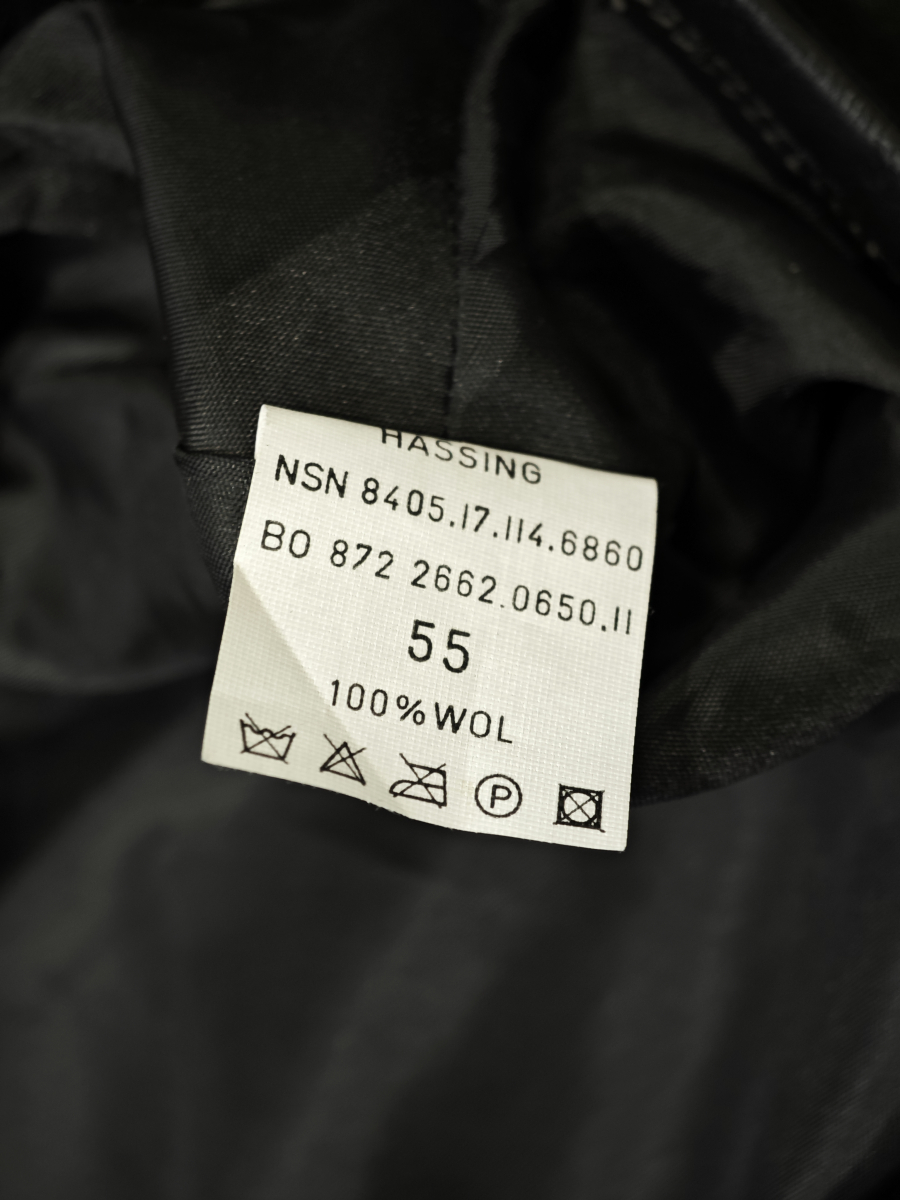 HASSING
NSN 8405.17.114.6860
BO 872 2662.0650.11
55
100%WOL
P